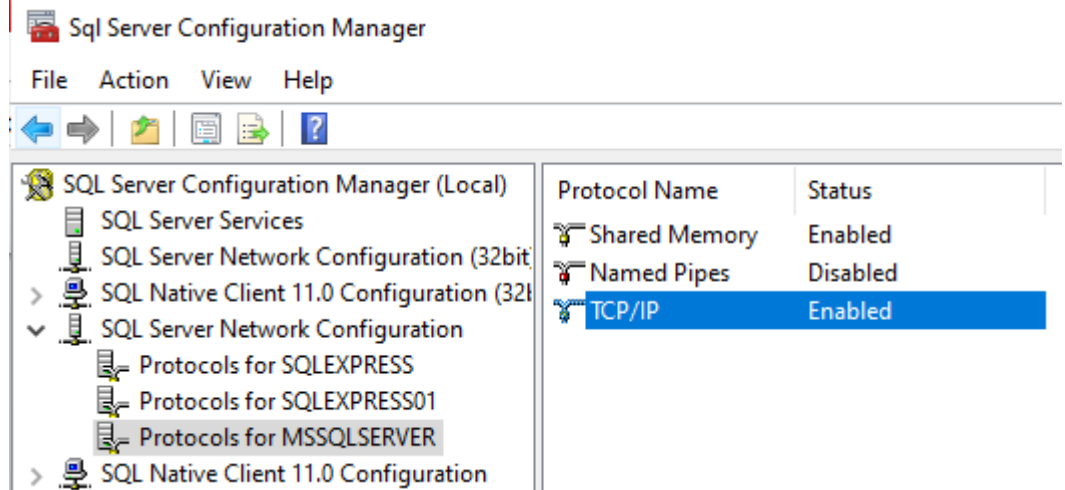 Sql Server Configuration Manager
File Action View Help
SQL Server Configuration Manager (Local)
SQL Server Services
SQL Server Network Configuration (32bit
SQL Native Client 11.0 Configuration (32
SQL Server Network Configuration
Protocols for SQLEXPRESS
Protocols for SQLEXPRESS01
Protocols for MSSQLSERVER
SQL Native Client 11.0 Configuration
Protocol Name Status
Shared Memory Enabled
Named Pipes Disabled
TCP/IP Enabled